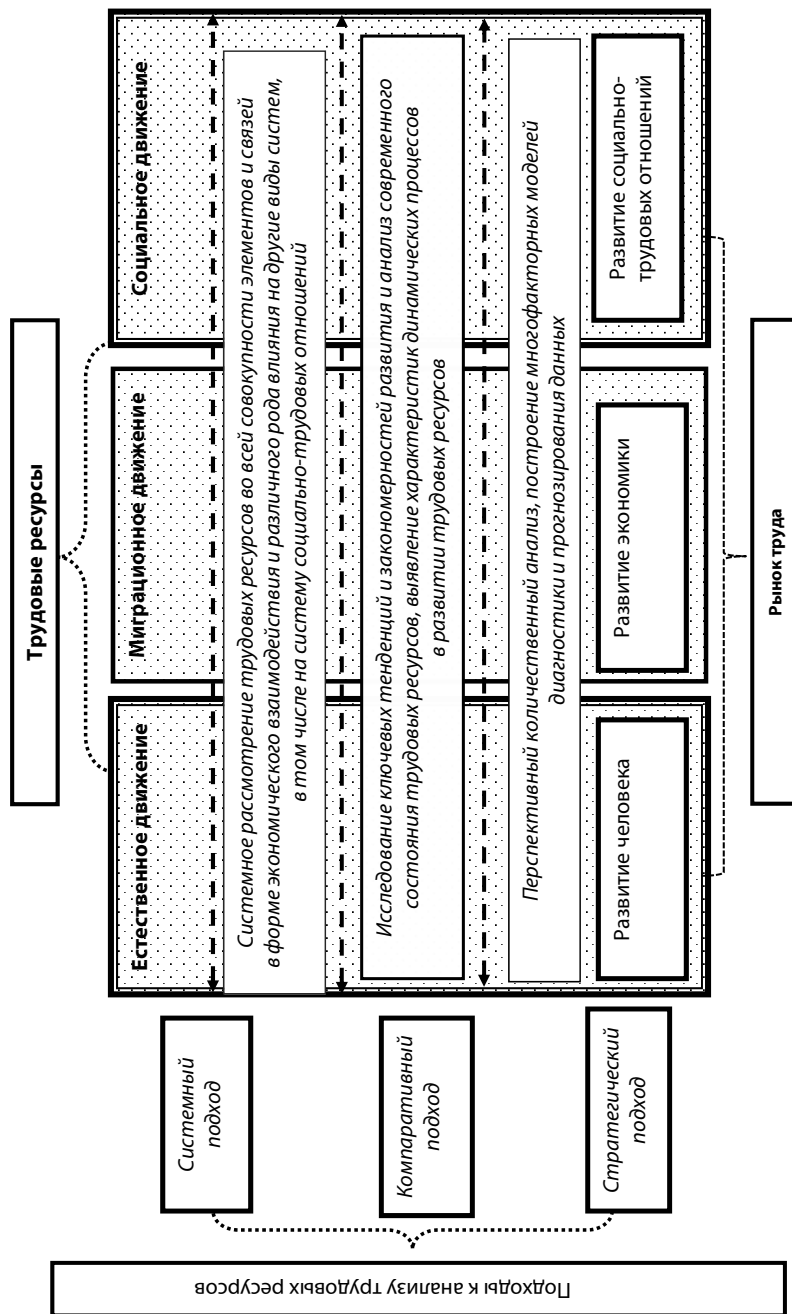 Трудовые ресурсы
Естественное движение
Миграционное движение
Социальное движение
Подходы к анализу трудовых ресурсов
Системный
подход
Системное рассмотрение трудовых ресурсов во всей совокупности элементов и связей
в форме экономического взаимодействия и различного рода влияния на другие виды систем,
в том числе на систему социально-трудовых отношений
Компаративный
подход
Исследование ключевых тенденций и закономерностей развития и анализ современного
состояния трудовых ресурсов, выявление характеристик динамических процессов
в развитии трудовых ресурсов
Стратегический
подход
Перспективный количественный анализ, построение многофакторных моделей
диагностики и прогнозирования данных
Развитие человека
Развитие экономики
Развитие социально-
трудовых отношений
Рынок труда